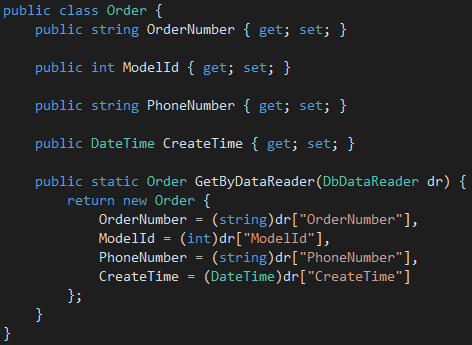 public class Order {
public string OrderNumber { get; set; }
public int ModelId { get; set; }
public string PhoneNumber { get; set; }
public DateTime CreateTime { get; set; }
public static Order GetByDataReader(DbDataReader dr) {
return new Order {
OrderNumber = (string)dr["OrderNumber"],
ModelId = (int)dr["ModelId"],
PhoneNumber = (string)dr["PhoneNumber"],
CreateTime = (DateTime)dr["CreateTime"]
};
}
}